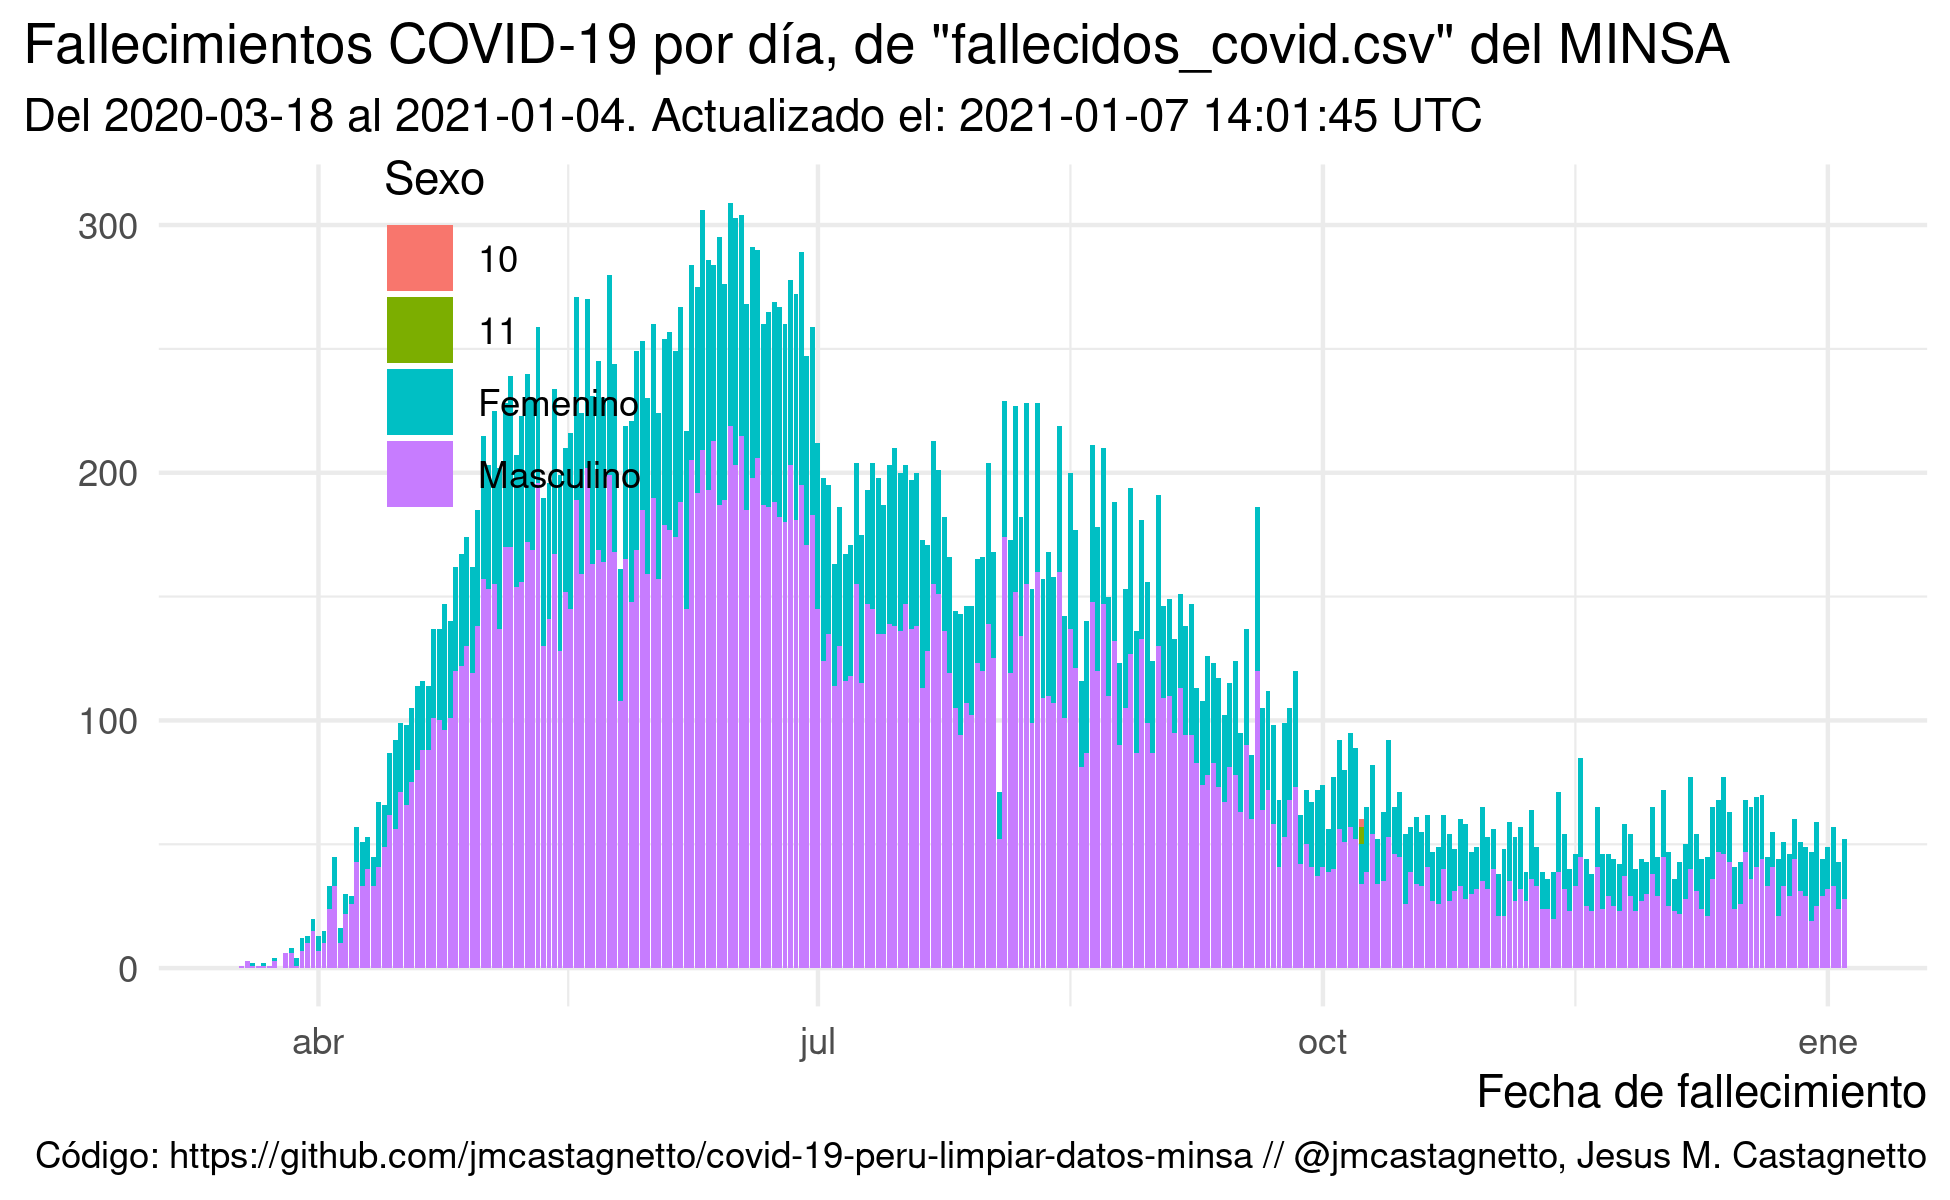 Fallecimientos COVID-19 por día, de "fallecidos_covid.csv" del MINSA
Del 2020-03-18 al 2021-01-04. Actualizado el: 2021-01-07 14:01:45 UTC
Sexo
10
11
Femenino
Masculino
300
200
100
0
abr jul oct ene
Fecha de fallecimiento
Código: https://github.com/jmcastagnetto/covid-19-peru-limpiar-datos-minsa // @jmcastagnetto, Jesus M. Castagnetto